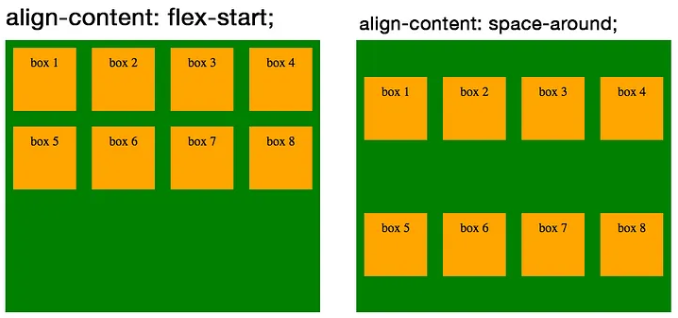 align-content: flex-start;
box 1 box 2 box 3 box 4
box 5 box 6 box 7 box 8
align-content: space-around;
box 1 box 2 box 3 box 4
box 5 box 6 box 7 box 8